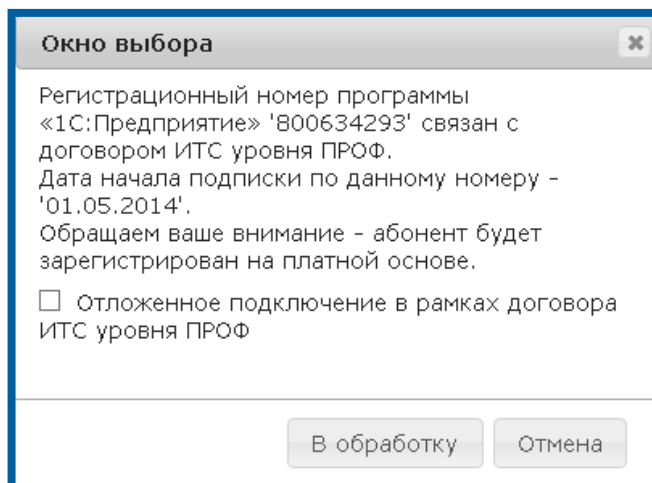 Окно выбора
Регистрационный номер программы
«1С:Предприятие» '800634293' связан с
договором ИТС уровня ПРОФ.
Дата начала подписки по данному номеру –
'01.05.2014'.
Обращаем ваше внимание – абонент будет
зарегистрирован на платной основе.
Отложенное подключение в рамках договора
ИТС уровня ПРОФ
В обработку Отмена